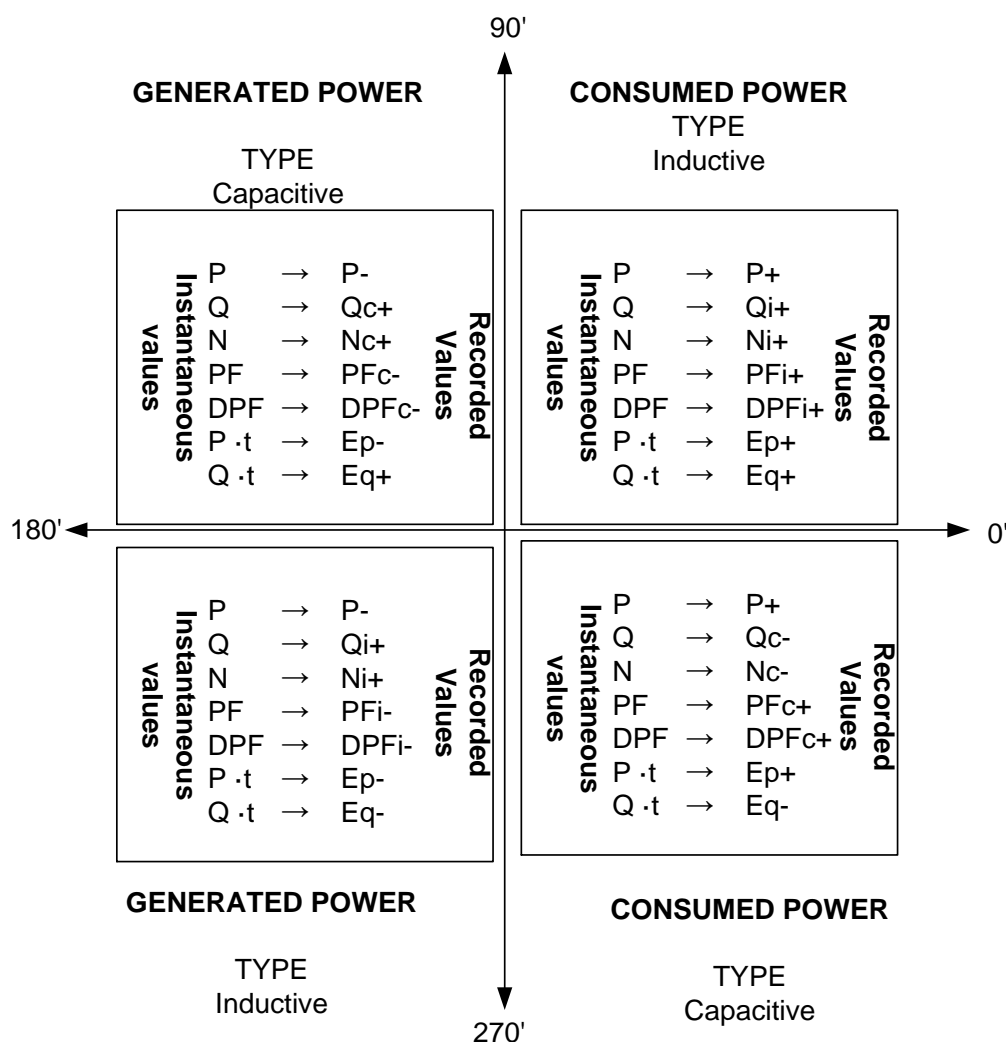 90'
GENERATED POWER
TYPE
Capacitive
Instantaneous
values
P → P-
Q → Qc+
N → Nc+
PF → PFc-
DPF → DPFc-
P ·t → Ep-
Q ·t → Eq+
Recorded
Values
CONSUMED POWER
TYPE
Inductive
Instantaneous
values
P → P+
Q → Qi+
N → Ni+
PF → PFi+
DPF → DPFi+
P ·t → Ep+
Q ·t → Eq+
Recorded
Values
180'
0'
Instantaneous
values
P → P-
Q → Qi+
N → Ni+
PF → PFi-
DPF → DPFi-
P ·t → Ep-
Q ·t → Eq-
Recorded
Values
GENERATED POWER
TYPE
Inductive
Instantaneous
values
P → P+
Q → Qc-
N → Nc-
PF → PFc+
DPF → DPFc+
P ·t → Ep+
Q ·t → Eq-
Recorded
Values
CONSUMED POWER
TYPE
Capacitive
270'